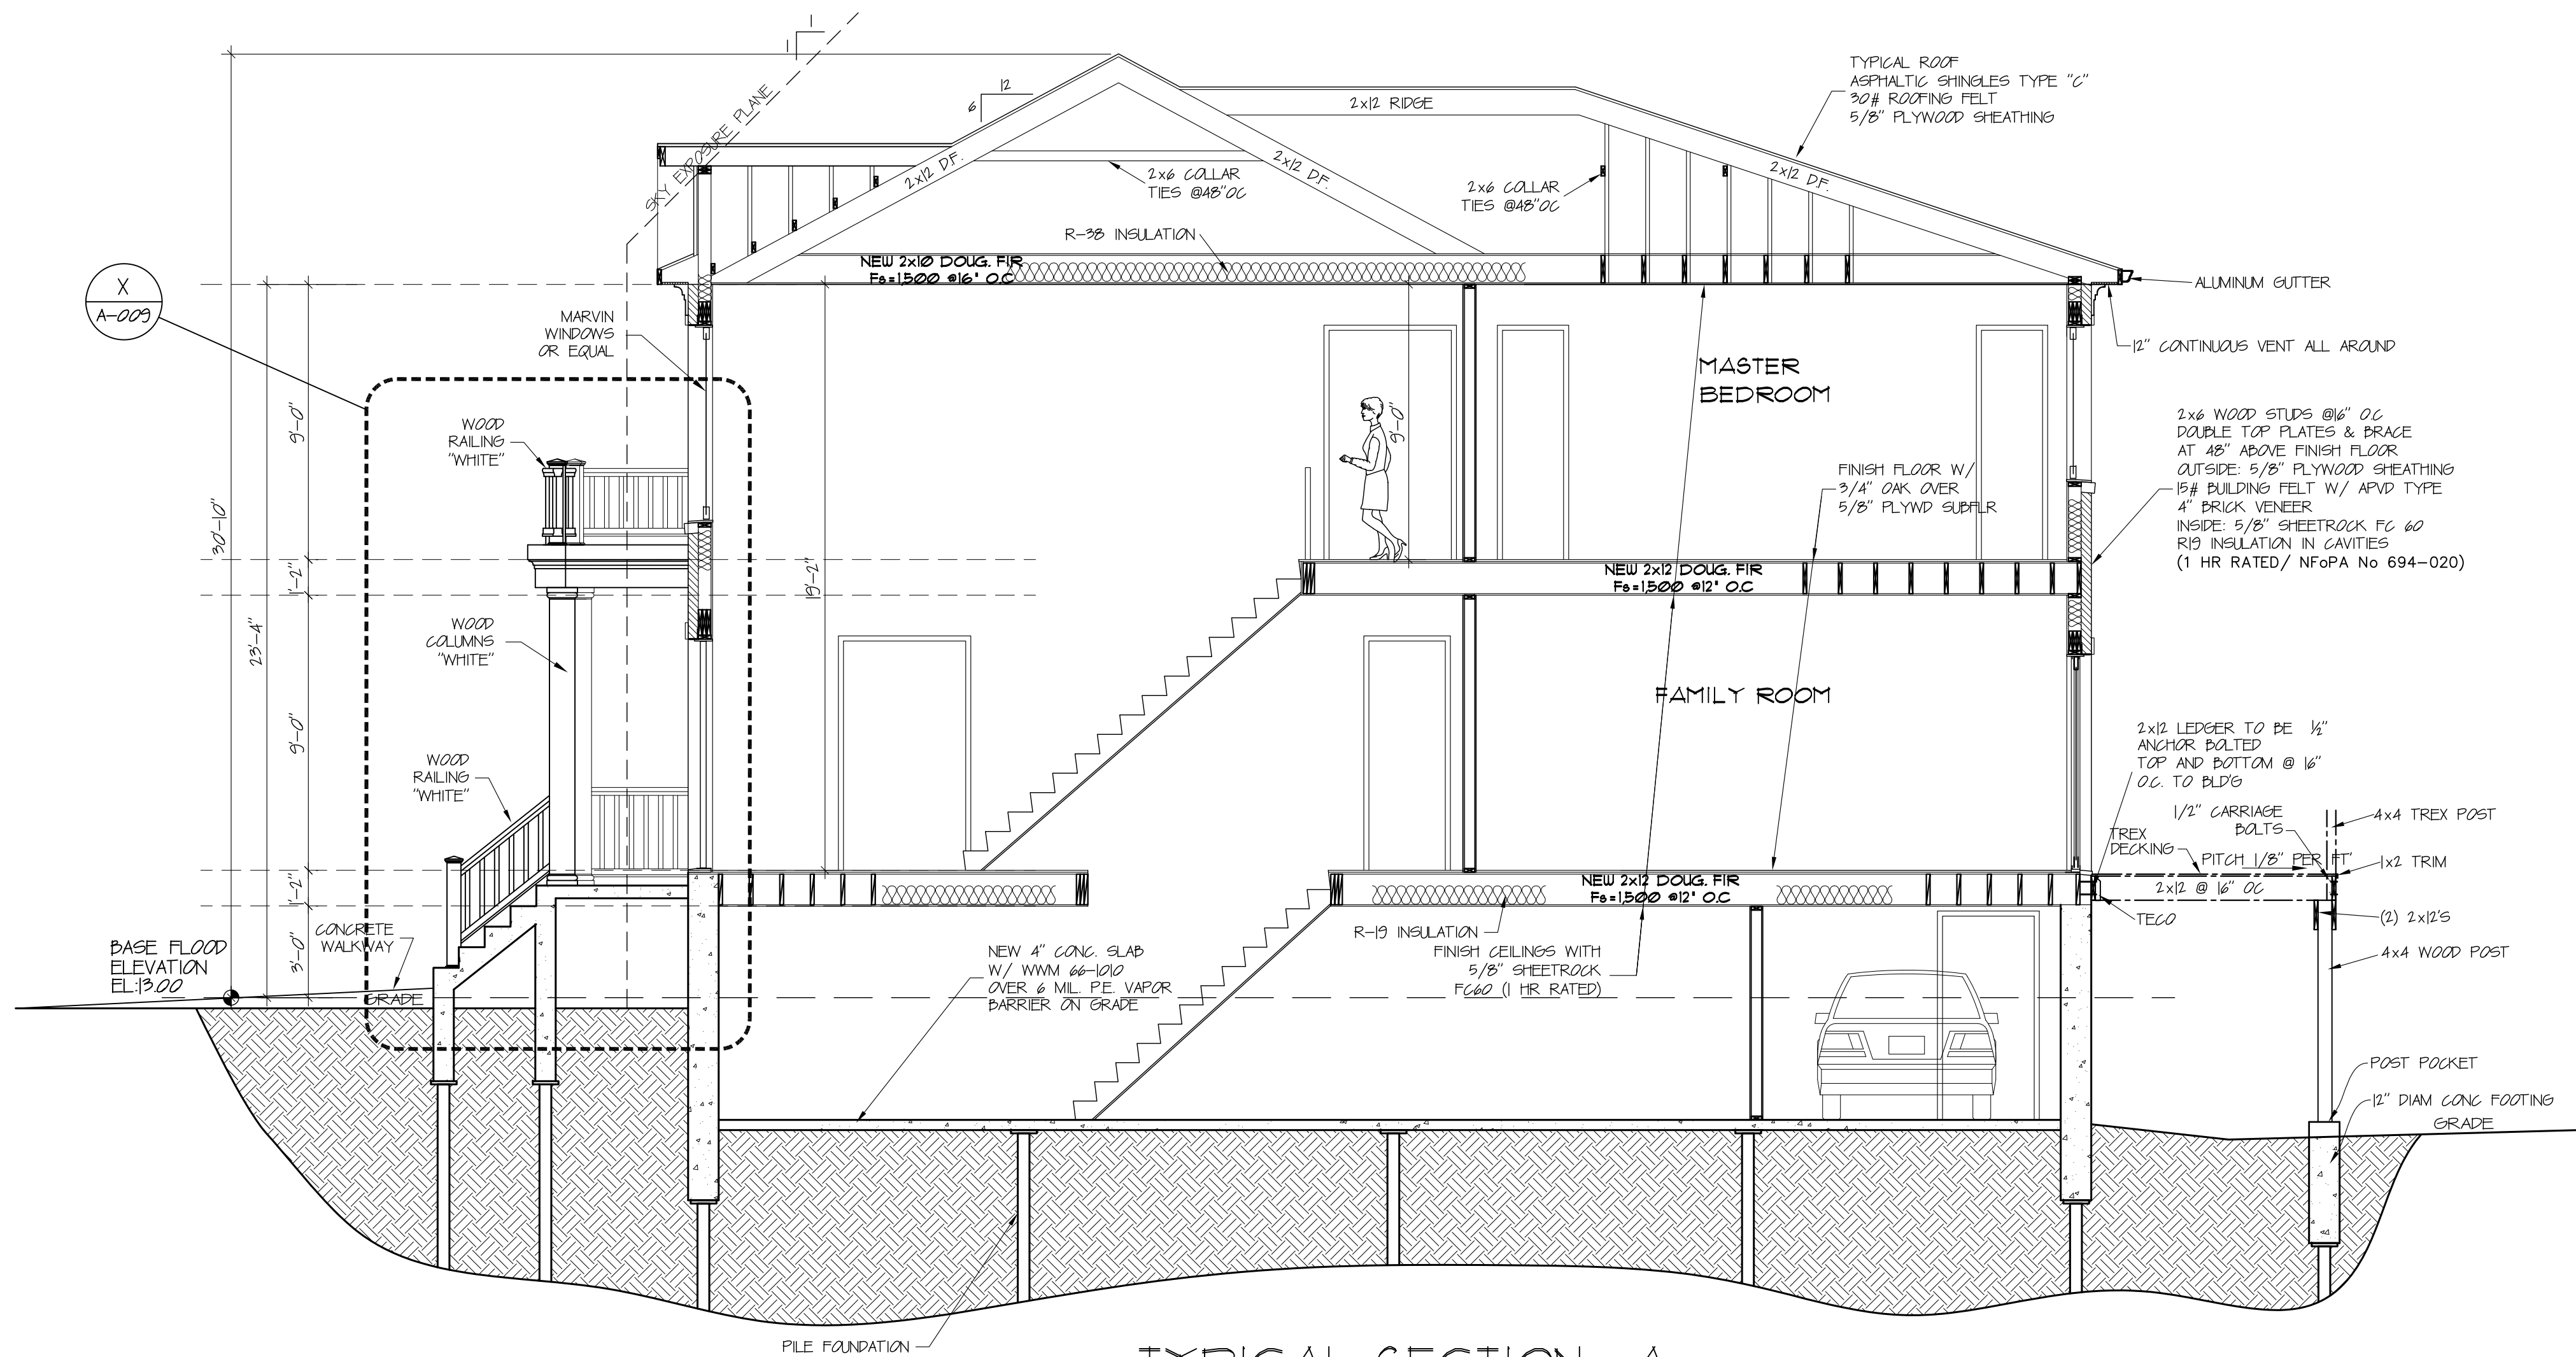 1
1
SKY EXPOSURE PLANE
12
6
2x12 RIDGE
TYPICAL ROOF
ASPHALTIC SHINGLES TYPE "C"
30# ROOFING FELT
5/8" PLYWOOD SHEATHING
2x12 D.F.
2x12 D.F.
2x12 D.F.
2x6 COLLAR
TIES @48"OC
2x6 COLLAR
TIES @48"OC
R-38 INSULATION
NEW 2x10 DOUG. FIR
Fs=1,500 @16" O.C
X
A-009
MARVIN
WINDOWS
OR EQUAL
ALUMINUM GUTTER
12" CONTINUOUS VENT ALL AROUND
MASTER
BEDROOM
9'-0"
9'-0"
WOOD
RAILING
"WHITE"
30'-10"
23'-4"
19'-2"
1'-2"
FINISH FLOOR W/
3/4" OAK OVER
5/8" PLYWD SUBFLR
2x6 WOOD STUDS @16" O.C
DOUBLE TOP PLATES & BRACE
AT 48" ABOVE FINISH FLOOR
OUTSIDE: 5/8" PLYWOOD SHEATHING
15# BUILDING FELT W/ APVD TYPE
4" BRICK VENEER
INSIDE: 5/8" SHEETROCK FC 60
R19 INSULATION IN CAVITIES
(1 HR RATED/ NFoPA No 694-020)
NEW 2x12 DOUG. FIR
Fs=1,500 @12" O.C
WOOD
COLUMNS
"WHITE"
FAMILY ROOM
9'-0"
WOOD
RAILING
"WHITE"
2x12 LEDGER TO BE ½"
ANCHOR BOLTED
TOP AND BOTTOM @ 16"
O.C. TO BLD'G
1/2" CARRIAGE
BOLTS
4x4 TREX POST
TREX
DECKING
PITCH 1/8" PER FT'
1x2 TRIM
2x12 @ 16" OC
TECO
(2) 2x12'S
4x4 WOOD POST
1'-2"
NEW 2x12 DOUG. FIR
Fs=1,500 @12" O.C
R-19 INSULATION
FINISH CEILINGS WITH
5/8" SHEETROCK
FC60 (1 HR RATED)
NEW 4" CONC. SLAB
W/ WWM 66-1010
OVER 6 MIL. P.E. VAPOR
BARRIER ON GRADE
3'-0"
CONCRETE
WALKWAY
BASE FLOOD
ELEVATION
EL:13.00
GRADE
POST POCKET
12" DIAM CONC FOOTING
GRADE
PILE FOUNDATION
TYPICAL SECTION - A